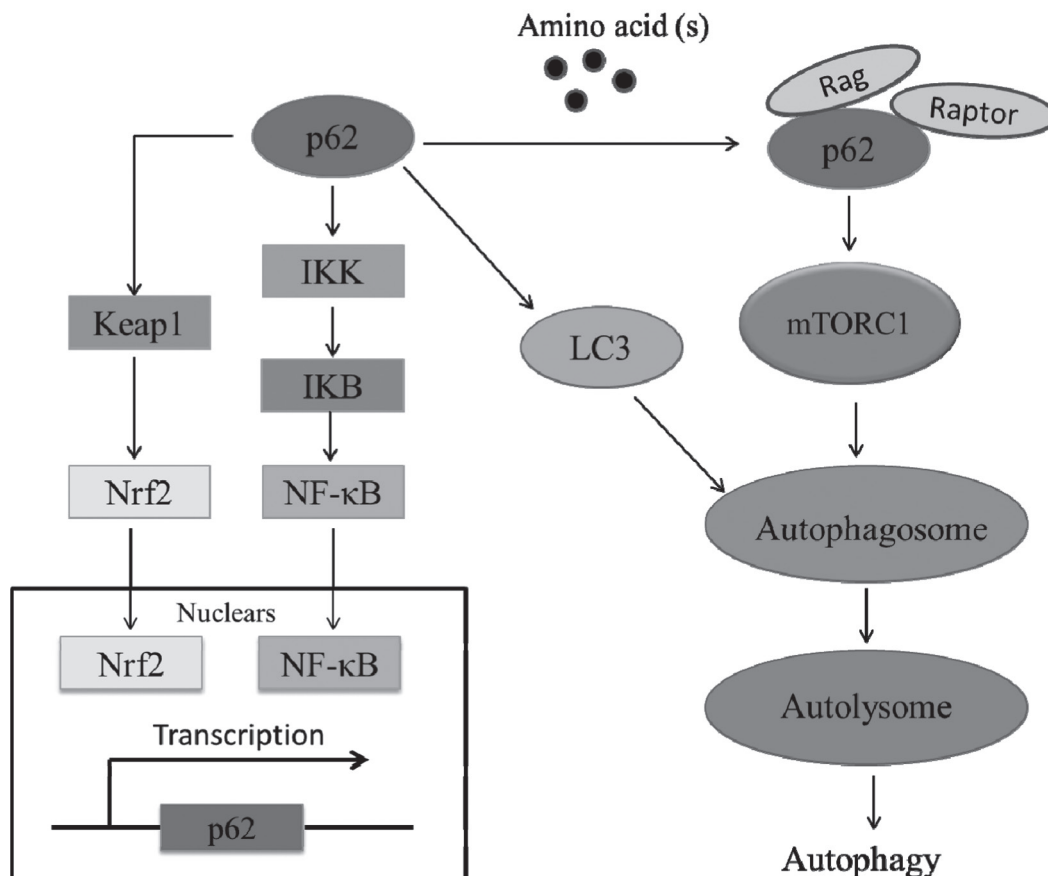 Amino acid (s)
Rag
Raptor
p62
p62
IKK
Keap1
LC3
mTORC1
IKB
Nrf2
NF-κB
Autophagosome
Nuclears
Nrf2
NF-κB
Autolysome
Transcription
p62
Autophagy